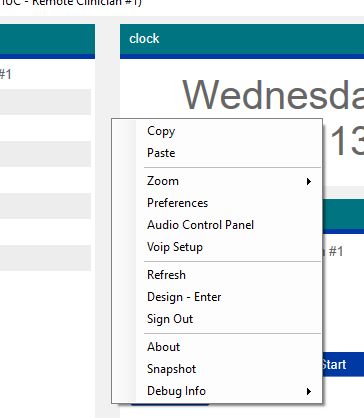 - Remote Clinician #1)
clock
#1
Wednesda
13
Copy
Paste
Zoom
Preferences
Audio Control Panel
Voip Setup
#1
Refresh
Design - Enter
Sign Out
About
Snapshot
Start
Debug Info